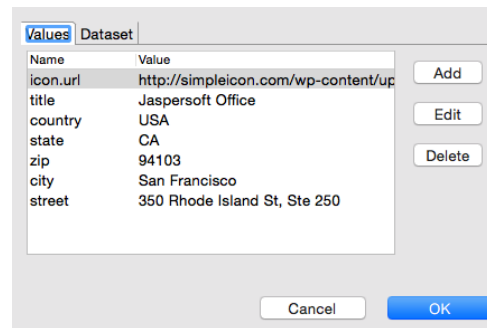 Values Dataset
Name Value
icon.url http://simpleicon.com/wp-content/up
title Jaspersoft Office
country USA
state CA
zip 94103
city San Francisco
street 350 Rhode Island St, Ste 250
Add
Edit
Delete
Cancel OK